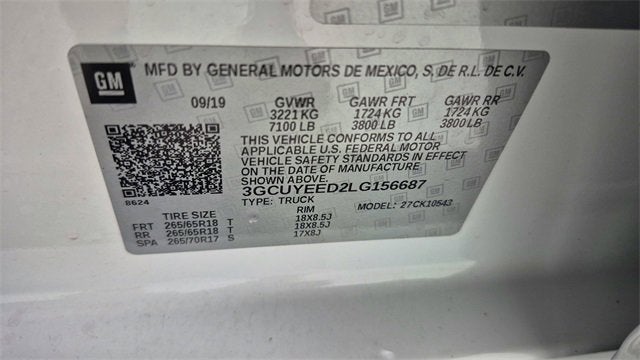 GM
MFD BY GENERAL MOTORS DE MEXICO, S. DE R.L. DE C.V.
09/19 GVWR GAWR FRT GAWR RR
3221 KG 1724 KG 1724 KG
7100 LB 3800 LB 3800 LB
THIS VEHICLE CONFORMS TO ALL
APPLICABLE U.S. FEDERAL MOTOR
VEHICLE SAFETY STANDARDS IN EFFECT
ON THE DATE OF MANUFACTURE
SHOWN ABOVE.
8624
3GCUYEED2LG156687
TYPE: TRUCK MODEL: 27CK10543
TIRE SIZE RIM
FRT 265/65R18 T 18X8.5J
RR 265/65R18 T 18X8.5J
SPA 265/70R17 S 17X8J